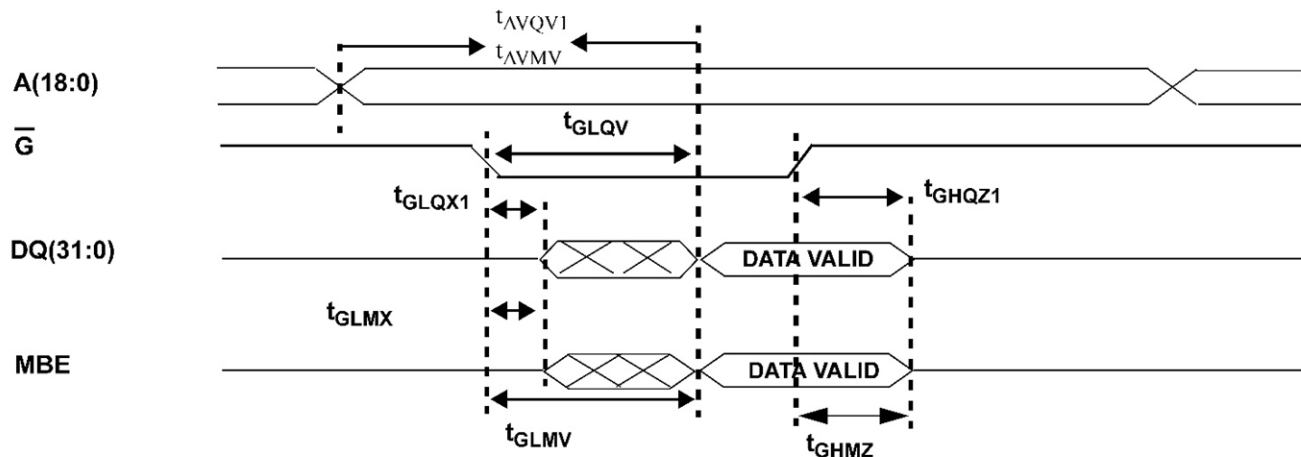 tAVQV1
tAVMV
A(18:0)
G̅
tGLQV
tGLQX1
tGHQZ1
DQ(31:0)
DATA VALID
tGLMX
MBE
DATA VALID
tGLMV
tGHMZ